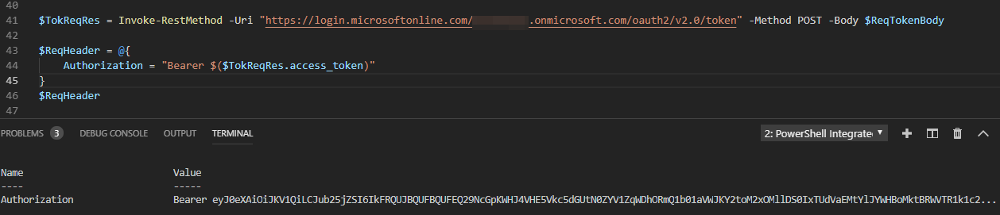 40
41 $TokReqRes = Invoke-RestMethod -Uri "https://login.microsoftonline.com/ .onmicrosoft.com/oauth2/v2.0/token" -Method POST -Body $ReqTokenBody
42
43 $ReqHeader = @{
44 Authorization = "Bearer $($TokReqRes.access_token)"
45 }
46 $ReqHeader
47
PROBLEMS 3 DEBUG CONSOLE OUTPUT TERMINAL 2: PowerShell Integrate
Name Value
---- -----
Authorization Bearer eyJ0eXAiOiJKV1QiLCJub25jZSI6IkFRQUJBQUFBQUFEQ29NcGpKWHJ4VHE5Vkc5dGUtN0ZYV1ZqWDhORmQ1b01aVWJKY2toM2xOMllDS0IxTUdVaEMtYlJYWHBoMktBRWVTR1k1c2...